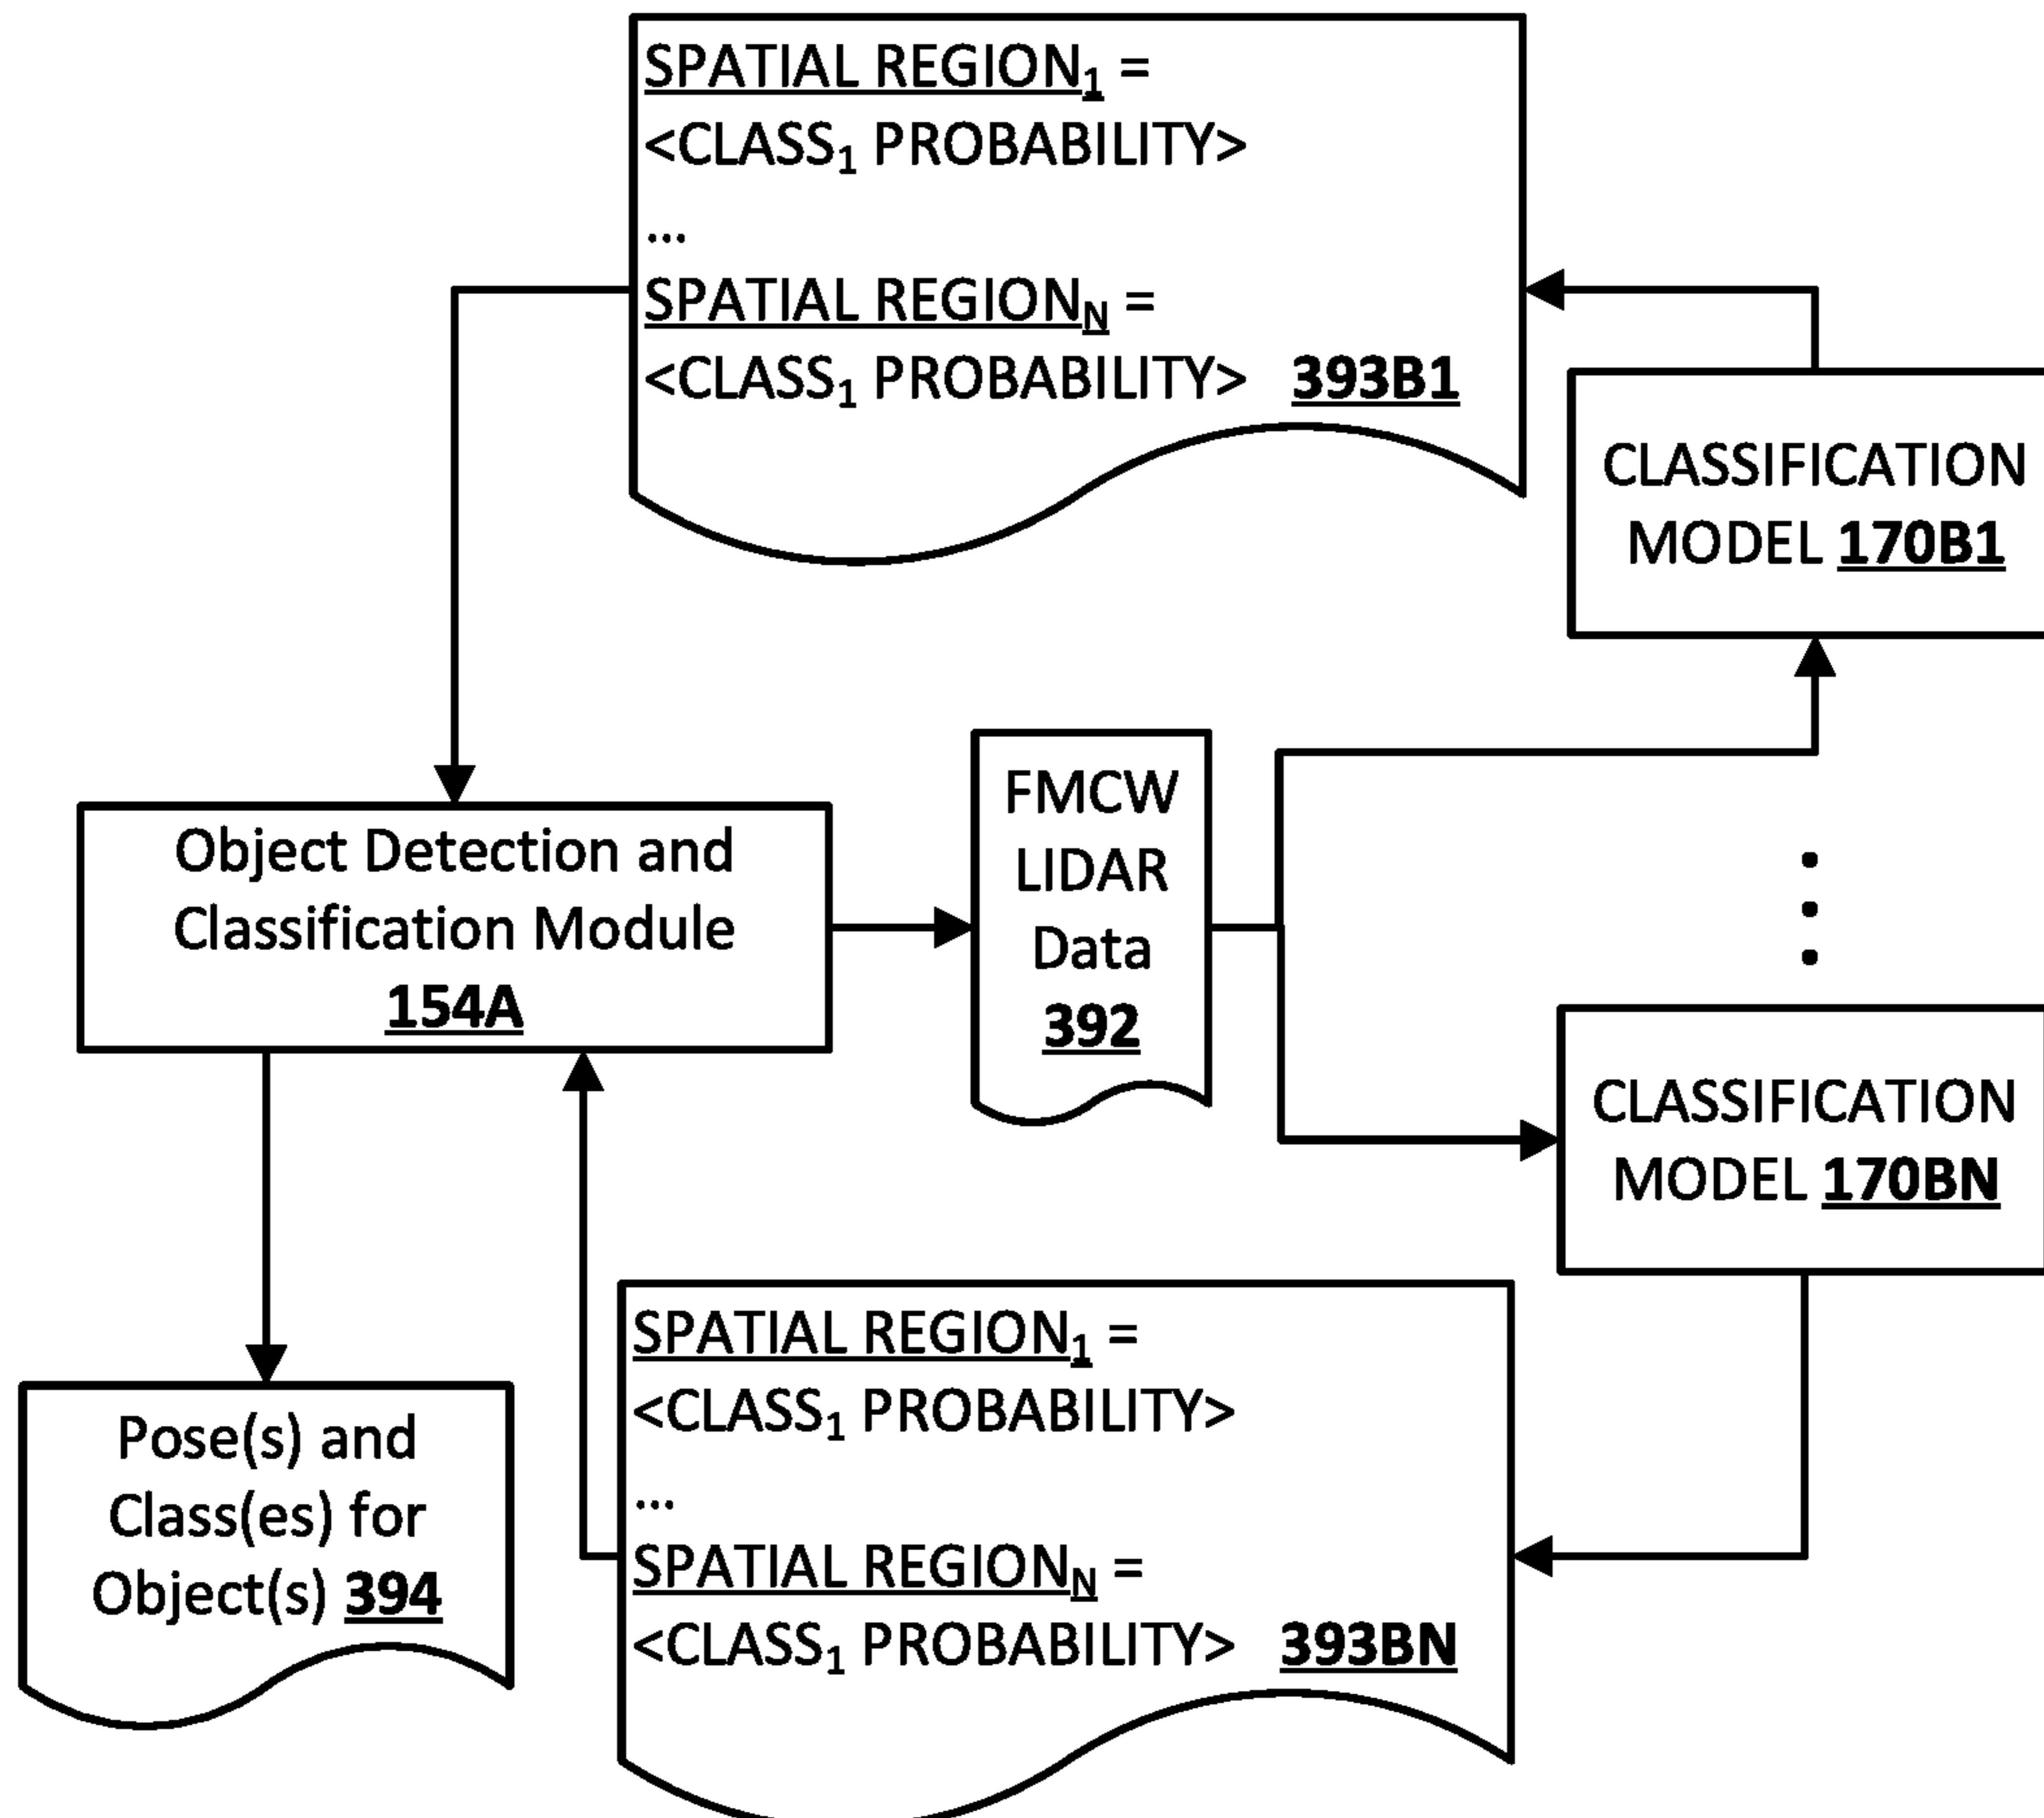 SPATIAL REGION₁ =
<CLASS₁ PROBABILITY>
...
SPATIAL REGIONN =
<CLASS₁ PROBABILITY> 393B1
CLASSIFICATION
MODEL 170B1
Object Detection and
Classification Module
154A
FMCW
LIDAR
Data
392
CLASSIFICATION
MODEL 170BN
Pose(s) and
Class(es) for
Object(s) 394
SPATIAL REGION₁ =
<CLASS₁ PROBABILITY>
...
SPATIAL REGIONN =
<CLASS₁ PROBABILITY> 393BN